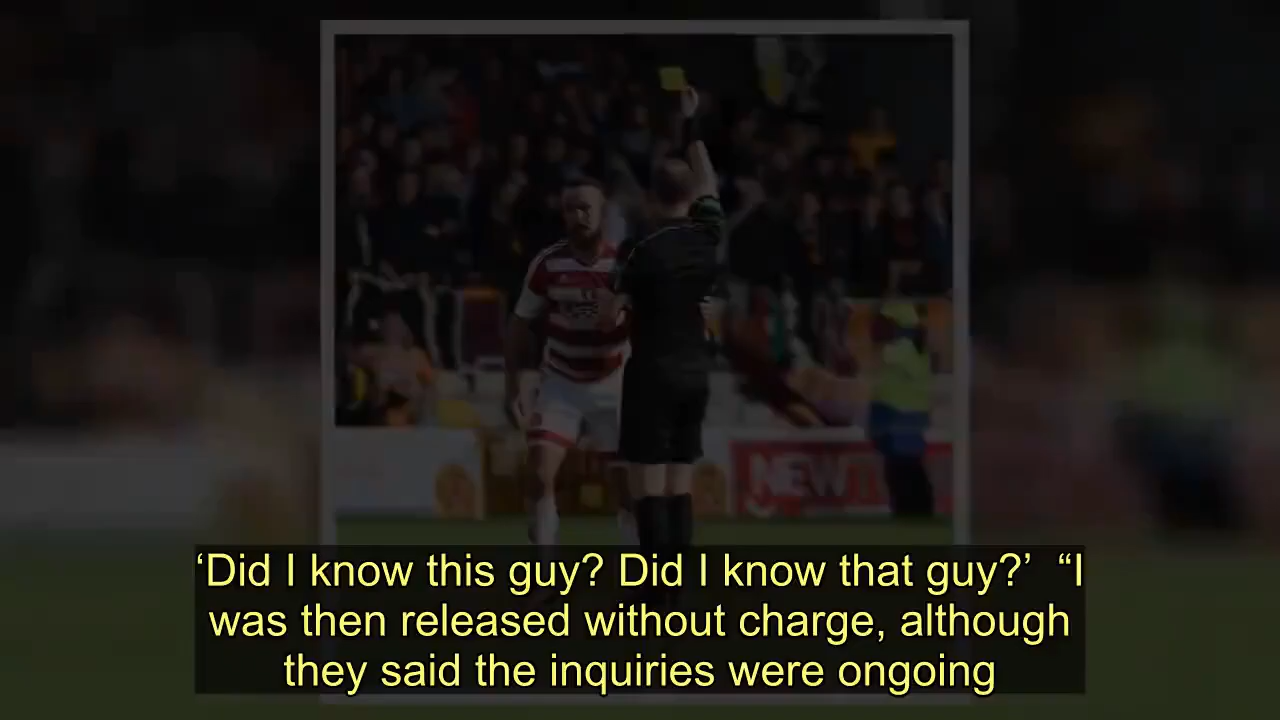 NEWT
‘Did I know this guy? Did I know that guy?’  “I
was then released without charge, although
they said the inquiries were ongoing